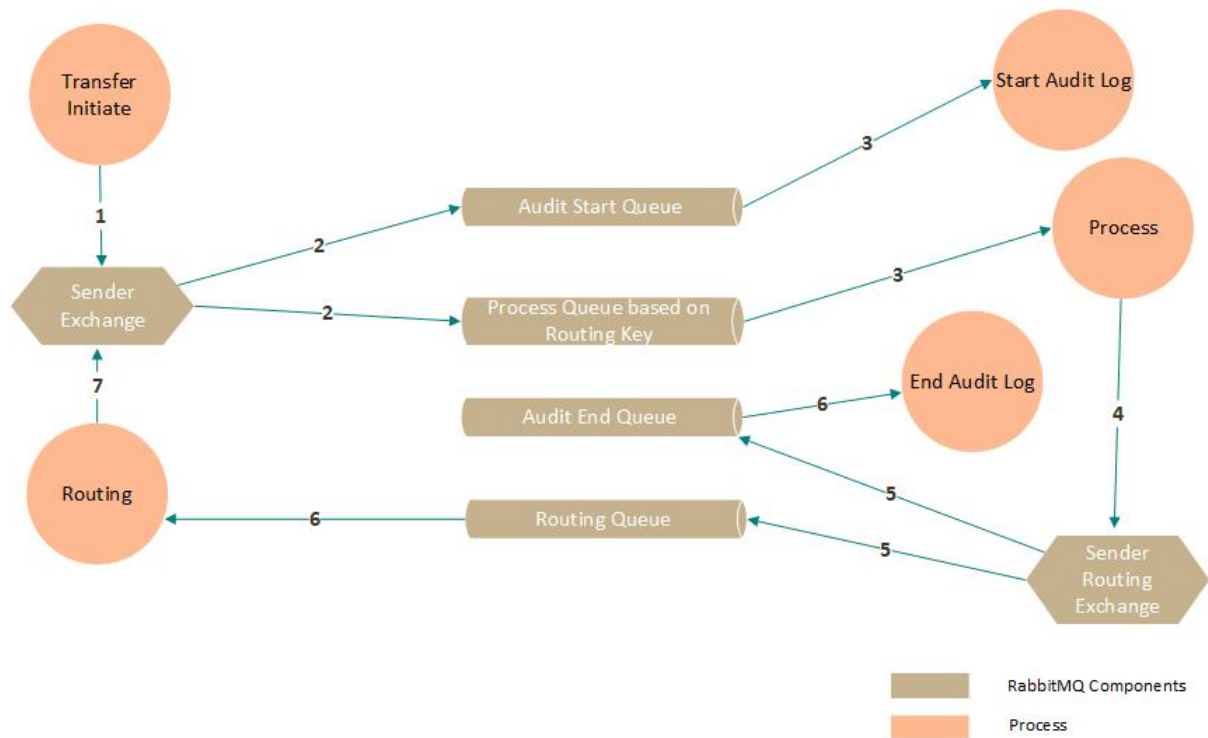 Transfer
Initiate
Start Audit Log
3
Audit Start Queue
1
2
Process
3
Sender
Exchange
2
Process Queue based on
Routing Key
7
End Audit Log
6
Audit End Queue
4
Routing
5
6
Routing Queue
5
Sender
Routing
Exchange
RabbitMQ Components
Process